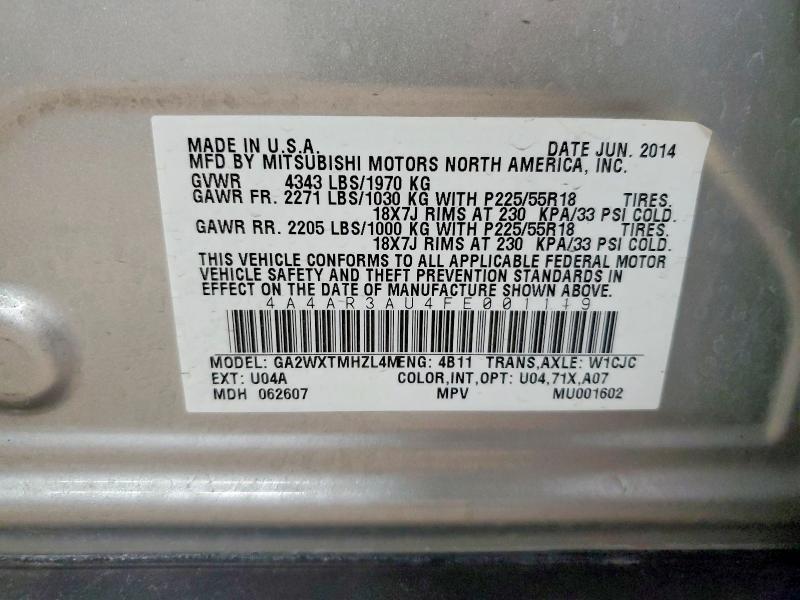 MADE IN U.S.A. DATE JUN. 2014
MFD BY MITSUBISHI MOTORS NORTH AMERICA, INC.
GVWR 4343 LBS/1970 KG
GAWR FR. 2271 LBS/1030 KG WITH P225/55R18 TIRES.
18X7J RIMS AT 230 KPA/33 PSI COLD.
GAWR RR. 2205 LBS/1000 KG WITH P225/55R18 TIRES.
18X7J RIMS AT 230 KPA/33 PSI COLD.
THIS VEHICLE CONFORMS TO ALL APPLICABLE FEDERAL MOTOR
VEHICLE SAFETY AND THEFT PREVENTION STANDARDS IN
EFFECT ON THE DATE OF MANUFACTURE SHOWN ABOVE.
4A4AR3AU4FE001179
MODEL: GA2WXTMHZL4M ENG: 4B11 TRANS,AXLE: W1CJC
EXT: U04A COLOR,INT,OPT: U04,71X,A07
MDH 062607 MPV MU001602